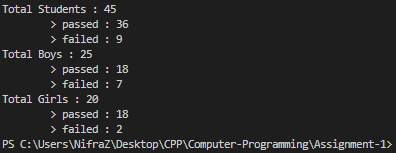 Total Students : 45
> passed : 36
> failed : 9
Total Boys : 25
> passed : 18
> failed : 7
Total Girls : 20
> passed : 18
> failed : 2
PS C:\Users\NifraZ\Desktop\CPP\Computer-Programming\Assignment-1>